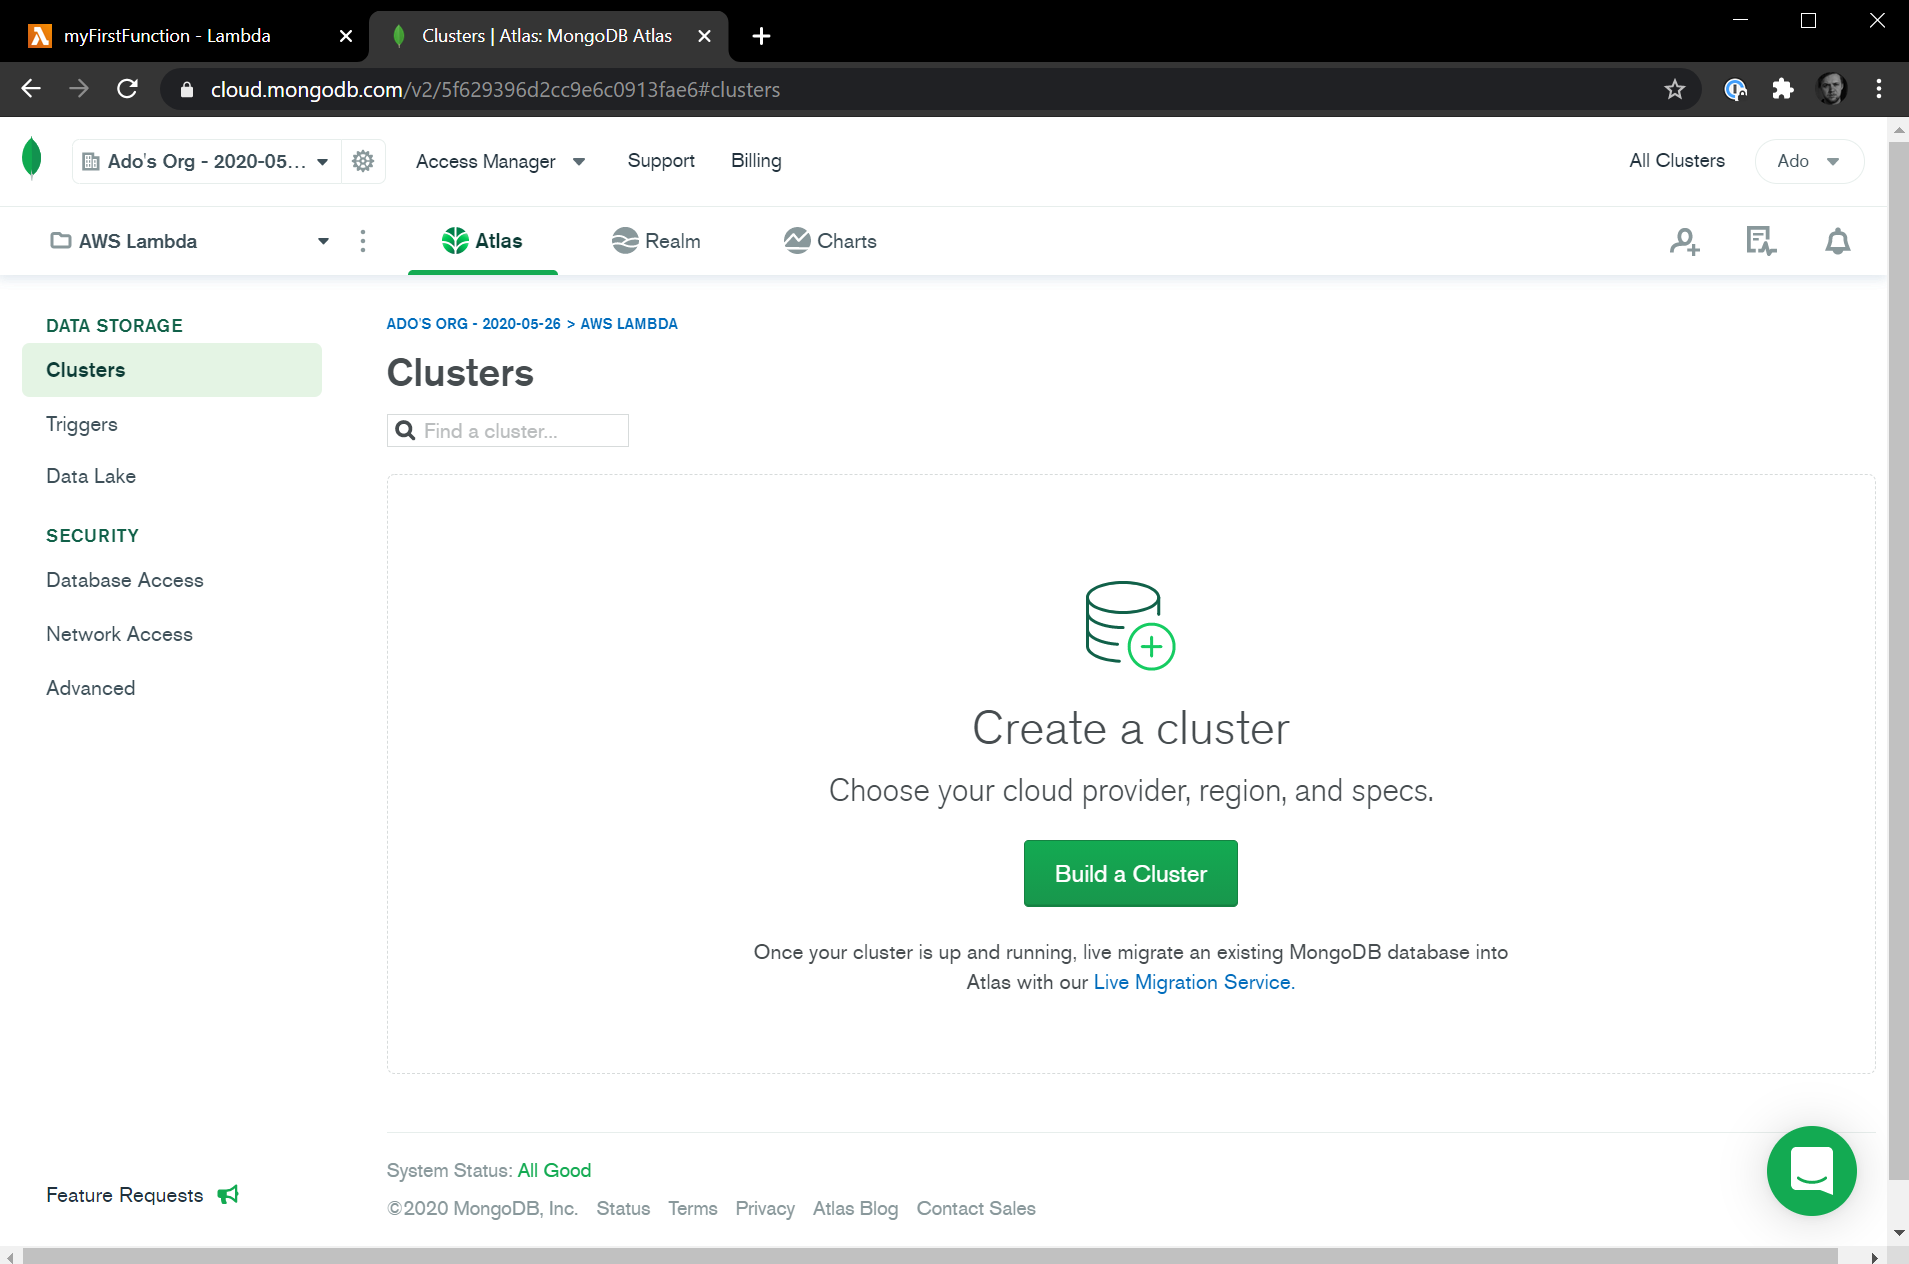 myFirstFunction - Lambda
Clusters | Atlas: MongoDB Atlas
cloud.mongodb.com/v2/5f629396d2cc9e6c0913fae6#clusters
Ado's Org - 2020-05...
Access Manager
Support
Billing
All Clusters
Ado
AWS Lambda
Atlas
Realm
Charts
DATA STORAGE
Clusters
Triggers
Data Lake
SECURITY
Database Access
Network Access
Advanced
Feature Requests
ADO'S ORG - 2020-05-26 > AWS LAMBDA
Clusters
Find a cluster...
Create a cluster
Choose your cloud provider, region, and specs.
Build a Cluster
Once your cluster is up and running, live migrate an existing MongoDB database into
Atlas with our Live Migration Service.
System Status: All Good
©2020 MongoDB, Inc. Status Terms Privacy Atlas Blog Contact Sales